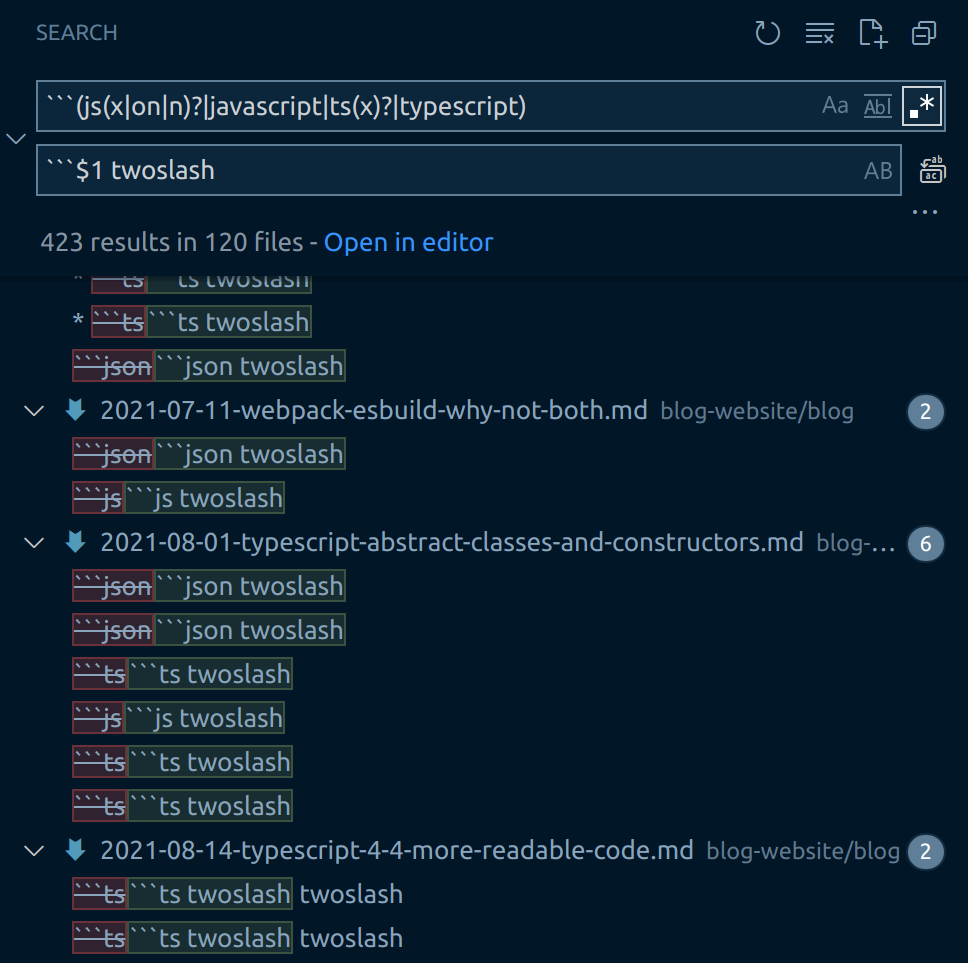 SEARCH
```(js(x|on|n)?|javascript|ts(x)?|typescript)
Aa Abl .*
```$1 twoslash
AB
ab ac
...
423 results in 120 files - Open in editor
* ```ts```ts twoslash
* ```ts```ts twoslash
```json```json twoslash
2021-07-11-webpack-esbuild-why-not-both.md blog-website/blog 2
```json```json twoslash
```js```js twoslash
2021-08-01-typescript-abstract-classes-and-constructors.md blog-... 6
```json```json twoslash
```json```json twoslash
```ts```ts twoslash
```js```js twoslash
```ts```ts twoslash
```ts```ts twoslash
2021-08-14-typescript-4-4-more-readable-code.md blog-website/blog 2
```ts```ts twoslash twoslash
```ts```ts twoslash twoslash